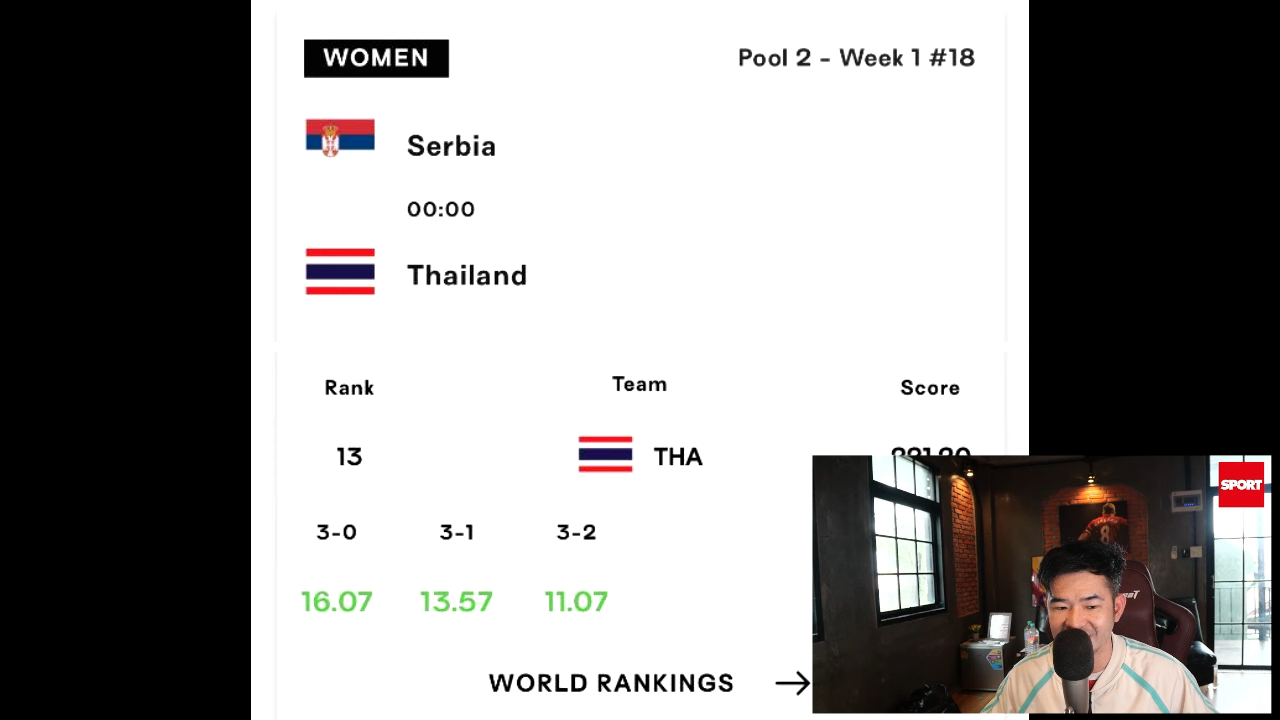 WOMEN
Pool 2 - Week 1 #18
Serbia
00:00
Thailand
Rank Team Score
13 THA
3-0 3-1 3-2
16.07 13.57 11.07
WORLD RANKINGS →
SPORT
8